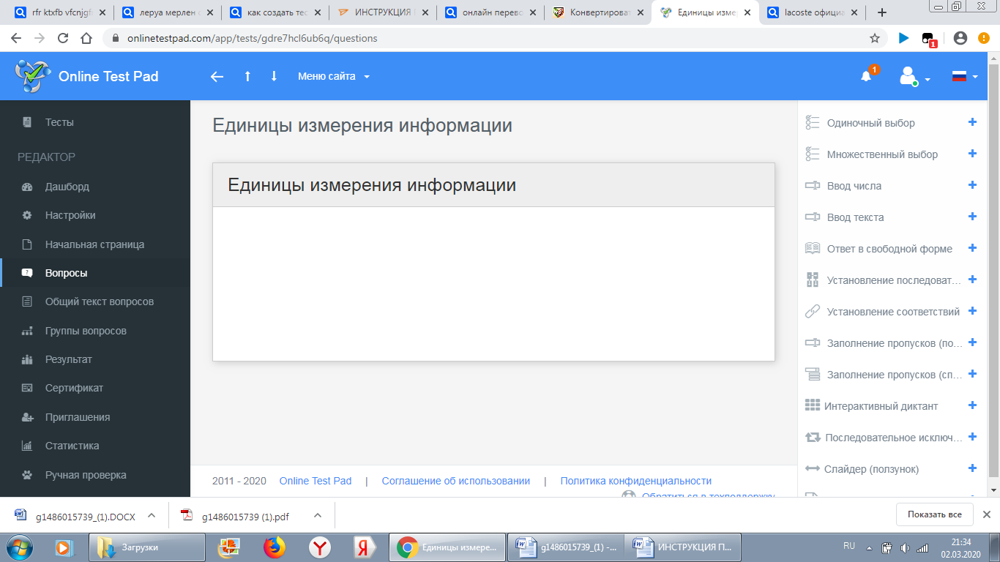 rfr ktxfb vfcnjgf
леруа мерлен
как создать тес
ИНСТРУКЦИЯ
онлайн перево
Конвертироват
Единицы изме
lacoste официа
onlinetestpad.com/app/tests/gdre7hcl6ub6q/questions
1
Online Test Pad
Меню сайта
1
Тесты
РЕДАКТОР
Дашборд
Настройки
Начальная страница
Вопросы
Общий текст вопросов
Группы вопросов
Результат
Сертификат
Приглашения
Статистика
Ручная проверка
Единицы измерения информации
Единицы измерения информации
Одиночный выбор
Множественный выбор
Ввод числа
Ввод текста
Ответ в свободной форме
Установление последоват...
Установление соответствий
Заполнение пропусков (по...
Заполнение пропусков (сп...
Интерактивный диктант
Последовательное исключ...
Слайдер (ползунок)
2011 - 2020 Online Test Pad | Соглашение об использовании | Политика конфиденциальности
Обратиться в техподдержку
g1486015739_(1).DOCX
g1486015739 (1).pdf
Показать все
Загрузки
Единицы измере...
g1486015739_(1) -...
ИНСТРУКЦИЯ П...
RU
21:34
02.03.2020